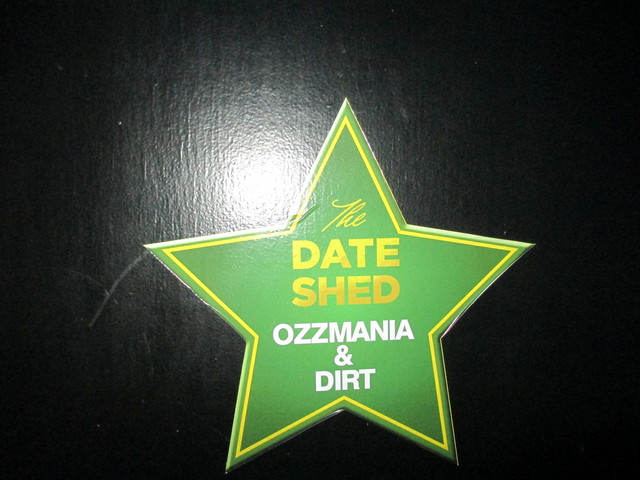 The
DATE
SHED
OZZMANIA
&
DIRT